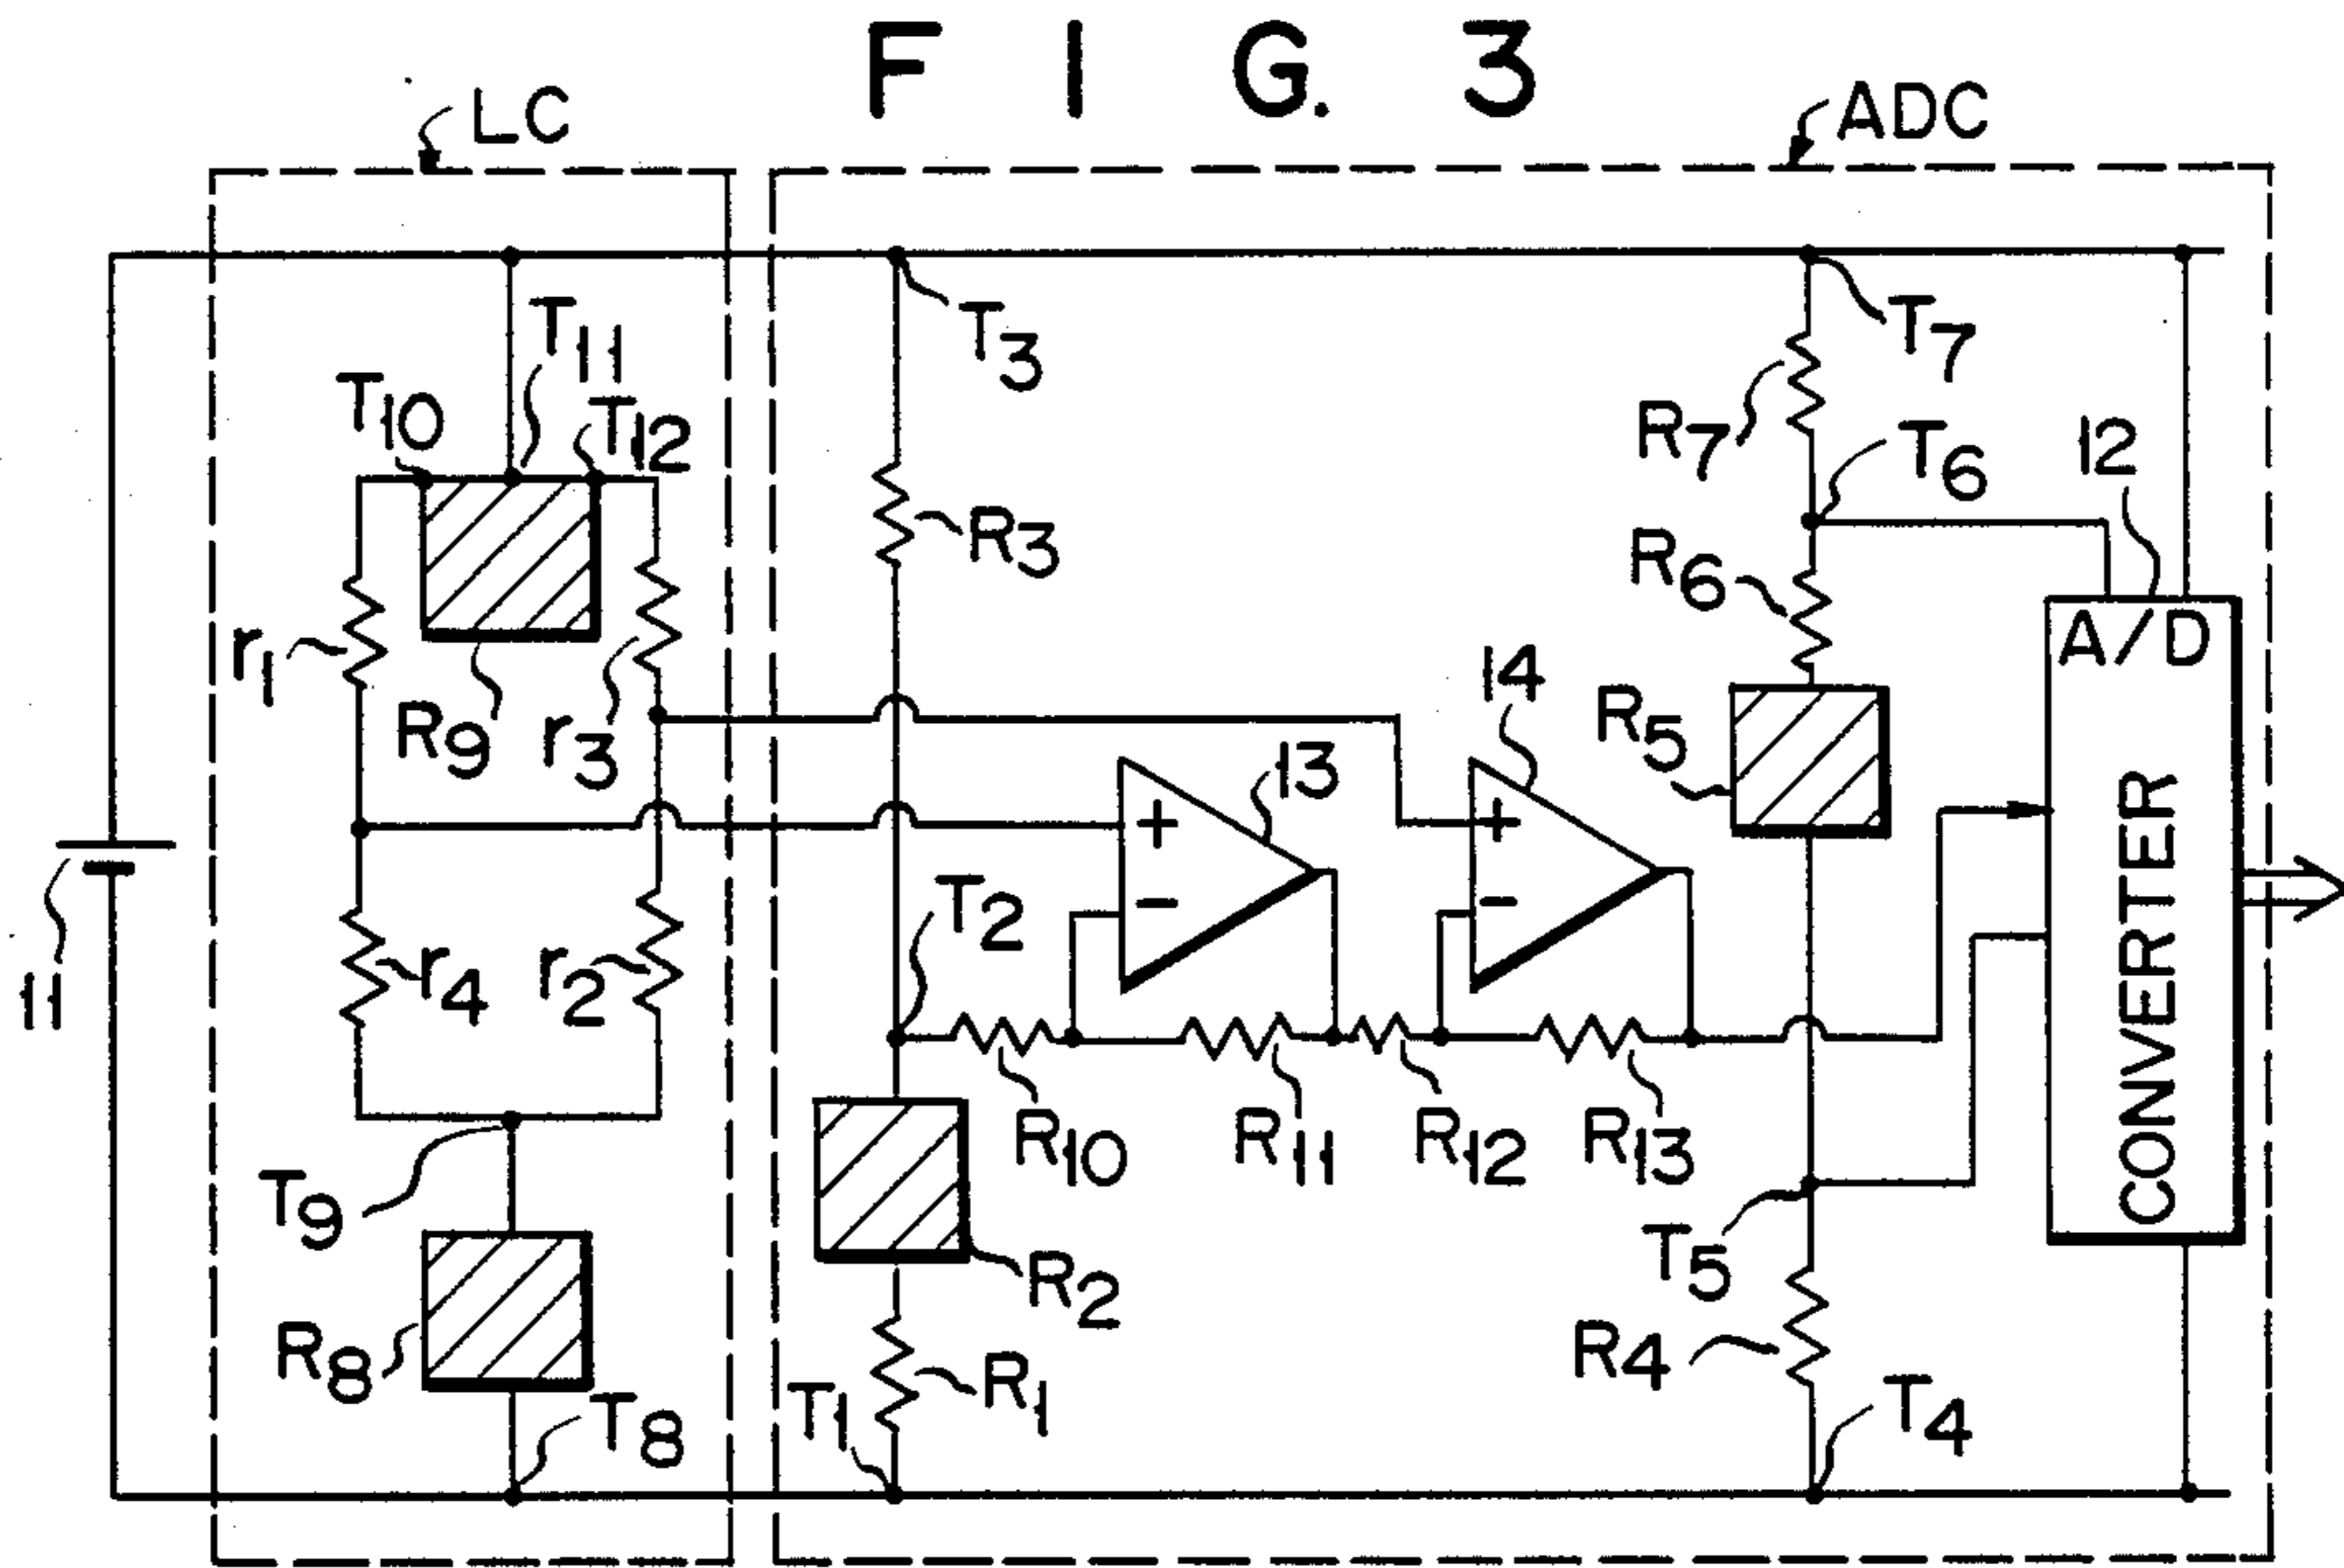 FIG. 3
LC
ADC
T11
T3
T7
T10
T12
R7
T6
12
R3
R6
A/D
r1
R9
r3
14
R5
13
+
+
T2
-
-
CONVERTER
11
r4
r2
R10
R11
R12
R13
T9
T5
R2
R8
R4
T8
T1
R1
T4